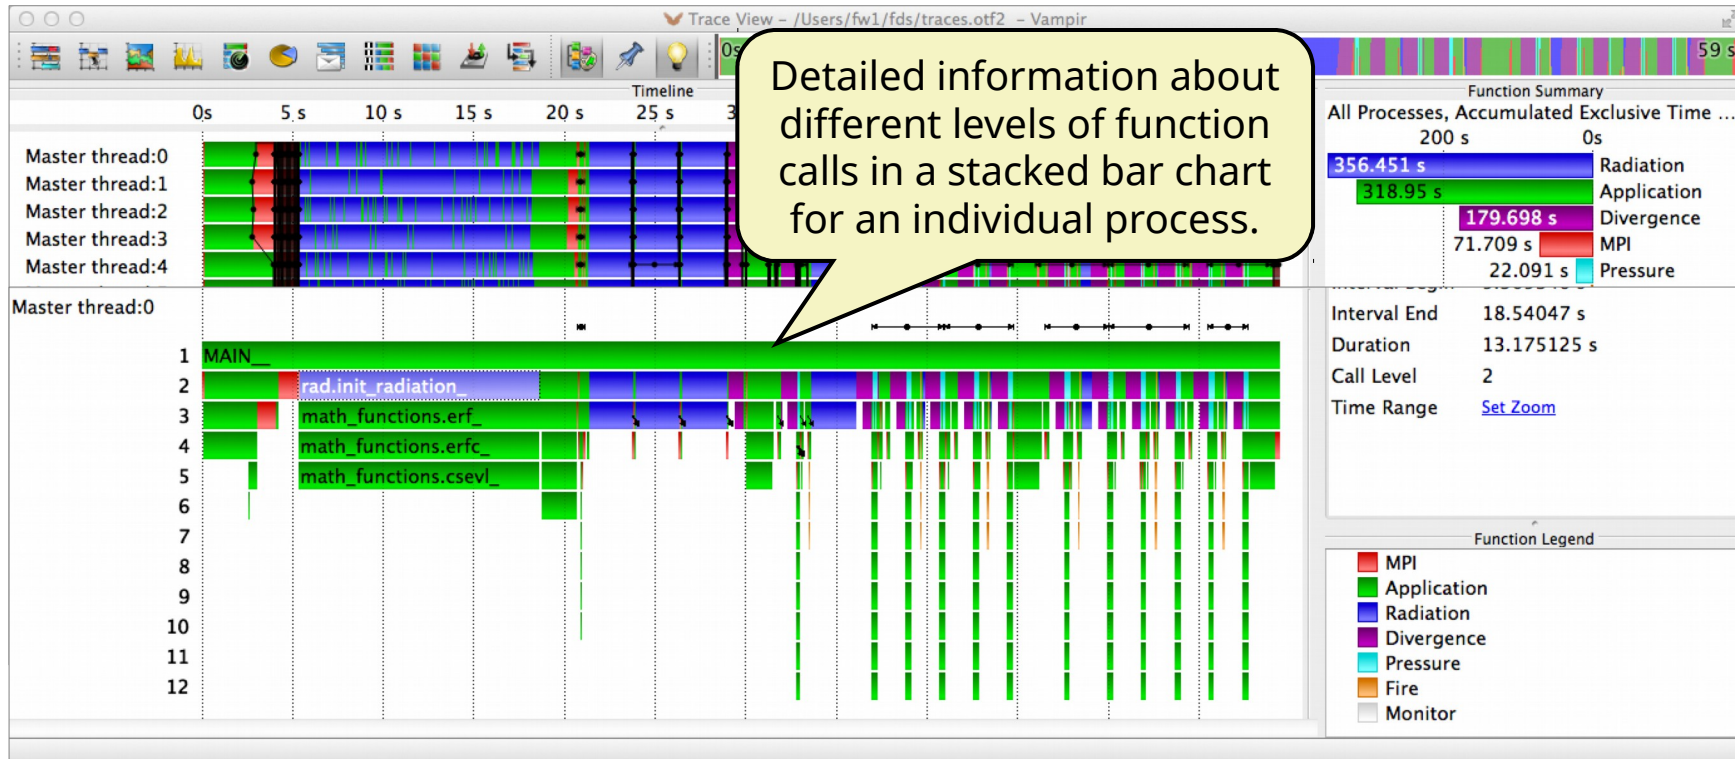 Trace View – /Users/fw1/fds/traces.otf2 – Vampir
0s
59 s
Detailed information about
different levels of function
calls in a stacked bar chart
for an individual process.
Timeline
0s 5 s 10 s 15 s 20 s 25 s
Master thread:0
Master thread:1
Master thread:2
Master thread:3
Master thread:4
Function Summary
All Processes, Accumulated Exclusive Time ...
200 s 0s
356.451 s Radiation
318.95 s Application
179.698 s Divergence
71.709 s MPI
22.091 s Pressure
Master thread:0
1 MAIN__
2 rad.init_radiation_
3 math_functions.erf_
4 math_functions.erfc_
5 math_functions.csevl_
6
7
8
9
10
11
12
Interval End 18.54047 s
Duration 13.175125 s
Call Level 2
Time Range Set Zoom
Function Legend
MPI
Application
Radiation
Divergence
Pressure
Fire
Monitor